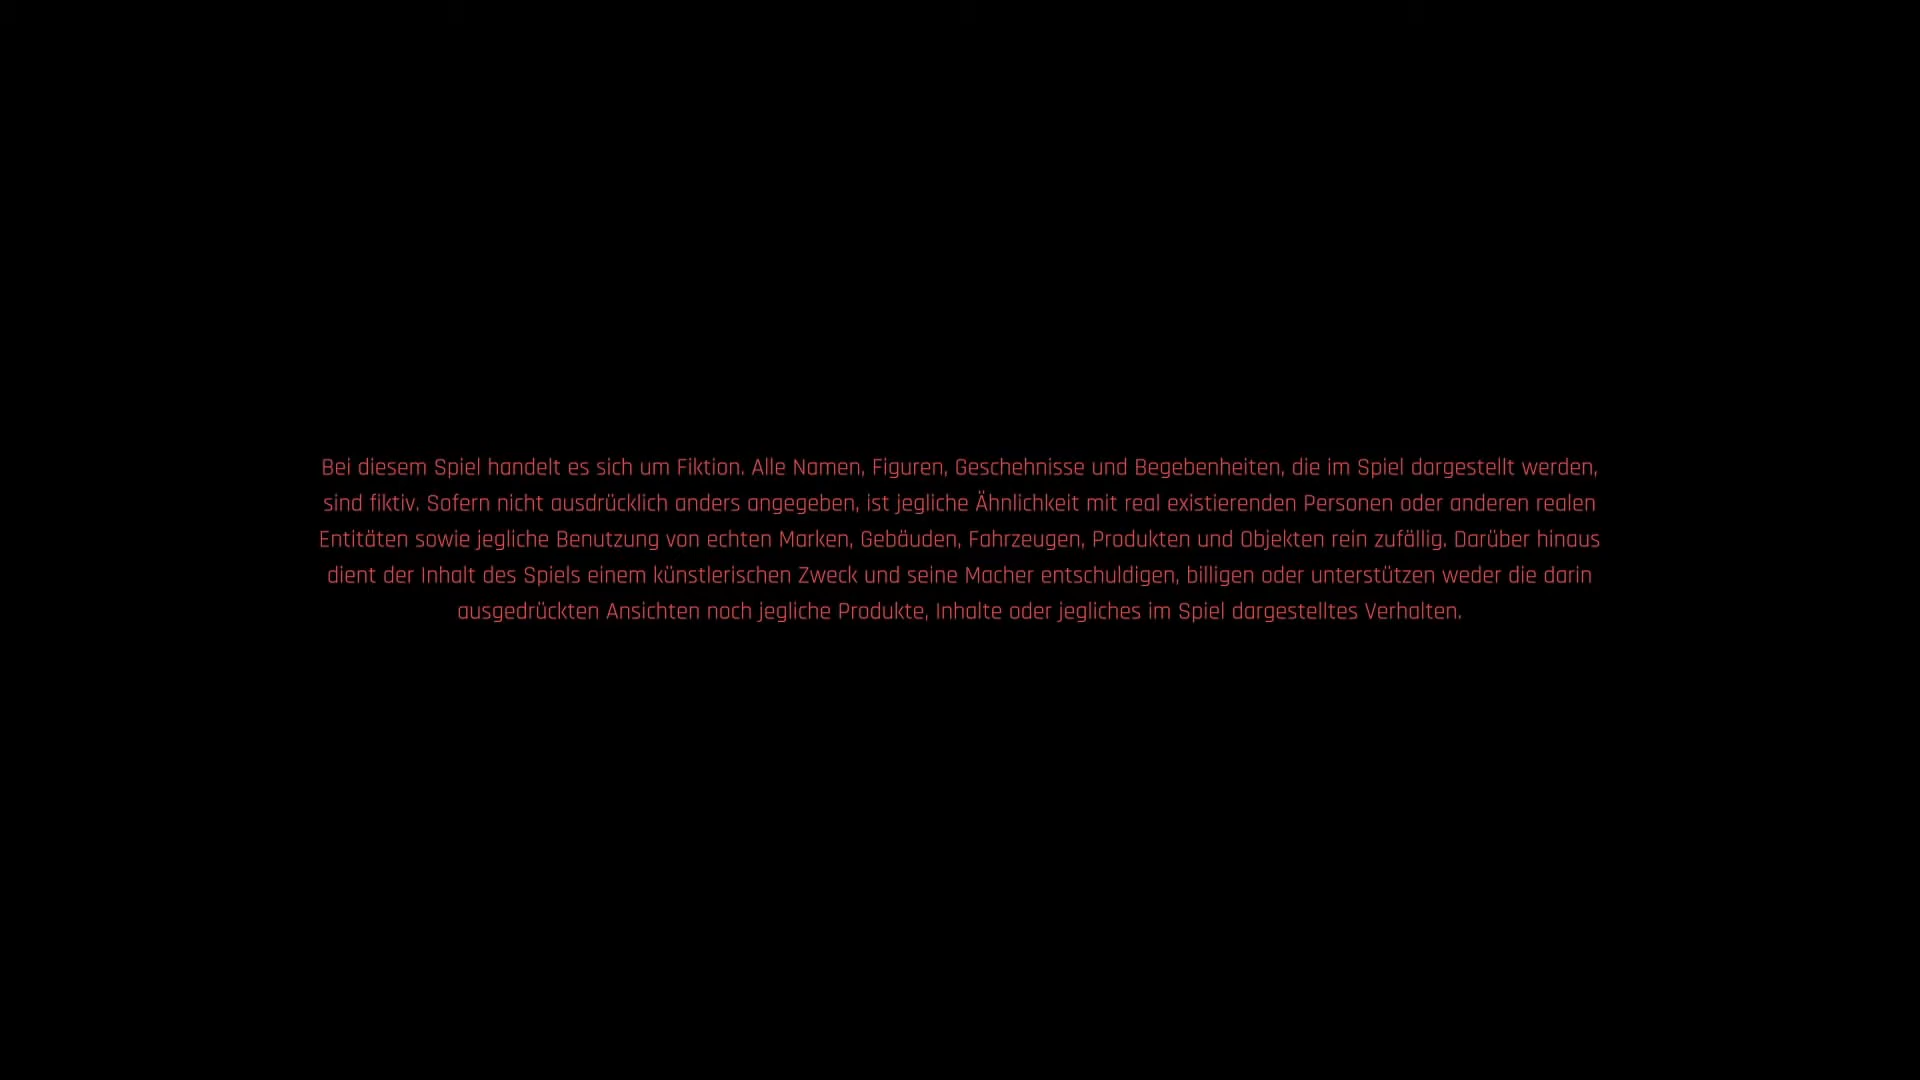 Bei diesem Spiel handelt es sich um Fiktion. Alle Namen, Figuren, Geschehnisse und Begebenheiten, die im Spiel dargestellt werden,
sind fiktiv. Sofern nicht ausdrücklich anders angegeben, ist jegliche Ähnlichkeit mit real existierenden Personen oder anderen realen
Entitäten sowie jegliche Benutzung von echten Marken, Gebäuden, Fahrzeugen, Produkten und Objekten rein zufällig. Darüber hinaus
dient der Inhalt des Spiels einem künstlerischen Zweck und seine Macher entschuldigen, billigen oder unterstützen weder die darin
ausgedrückten Ansichten noch jegliche Produkte, Inhalte oder jegliches im Spiel dargestelltes Verhalten.